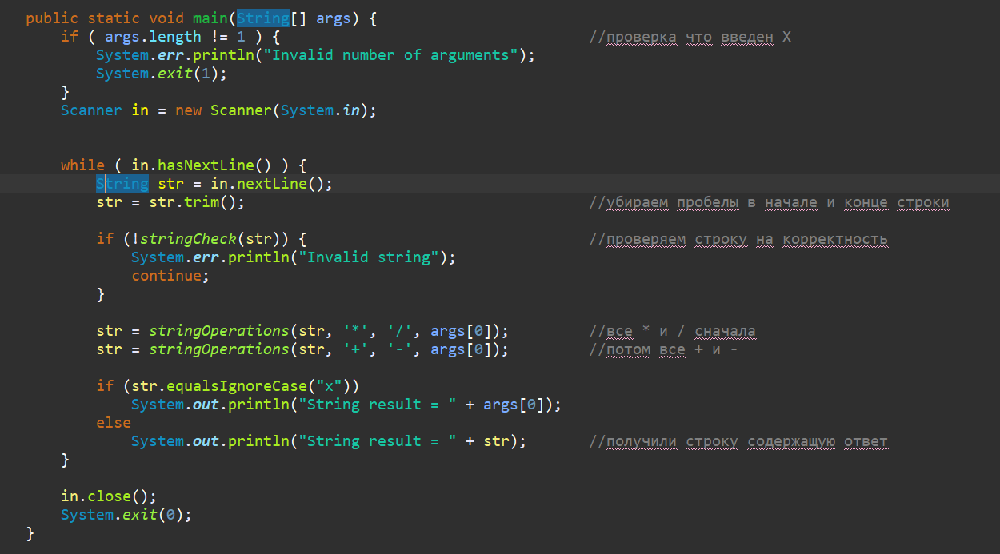 public static void main(String[] args) {
    if ( args.length != 1 ) {                                   //проверка что введен X
        System.err.println("Invalid number of arguments");
        System.exit(1);
    }
    Scanner in = new Scanner(System.in);
    while ( in.hasNextLine() ) {
        String str = in.nextLine();
        str = str.trim();                                       //убираем пробелы в начале и конце строки
        if (!stringCheck(str)) {                                //проверяем строку на корректность
            System.err.println("Invalid string");
            continue;
        }
        str = stringOperations(str, '*', '/', args[0]);         //все * и / сначала
        str = stringOperations(str, '+', '-', args[0]);         //потом все + и -
        if (str.equalsIgnoreCase("x"))
            System.out.println("String result = " + args[0]);
        else
            System.out.println("String result = " + str);       //получили строку содержащую ответ
    }
    in.close();
    System.exit(0);
}